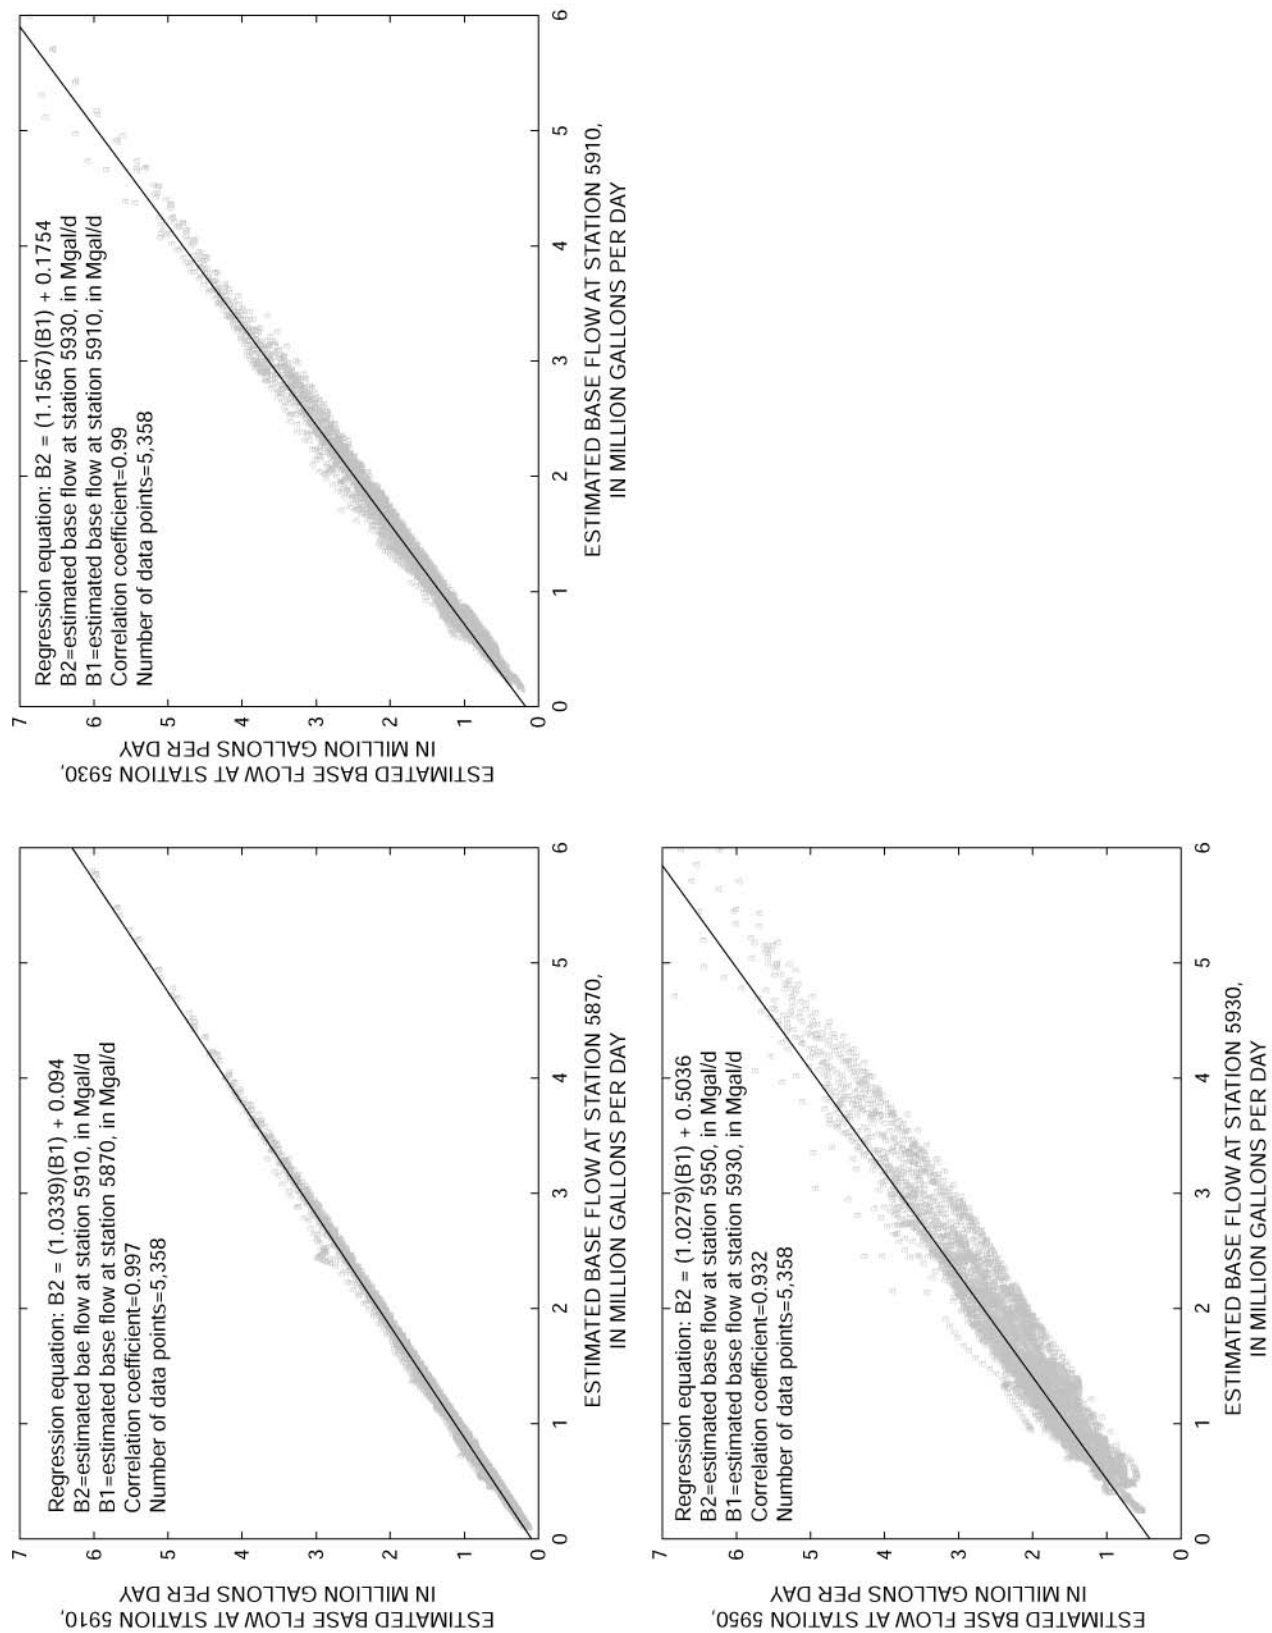 ESTIMATED BASE FLOW AT STATION 5910,
IN MILLION GALLONS PER DAY
7
6
5
4
3
2
1
0
Regression equation: B2 = (1.0339)(B1) + 0.094
B2=estimated bae flow at station 5910, in Mgal/d
B1=estimated base flow at station 5870, in Mgal/d
Correlation coefficient=0.997
Number of data points=5,358
0 1 2 3 4 5 6
ESTIMATED BASE FLOW AT STATION 5870,
IN MILLION GALLONS PER DAY
ESTIMATED BASE FLOW AT STATION 5930,
IN MILLION GALLONS PER DAY
7
6
5
4
3
2
1
0
Regression equation: B2 = (1.1567)(B1) + 0.1754
B2=estimated base flow at station 5930, in Mgal/d
B1=estimated base flow at station 5910, in Mgal/d
Correlation coefficient=0.99
Number of data points=5,358
0 1 2 3 4 5 6
ESTIMATED BASE FLOW AT STATION 5910,
IN MILLION GALLONS PER DAY
ESTIMATED BASE FLOW AT STATION 5950,
IN MILLION GALLONS PER DAY
7
6
5
4
3
2
1
0
Regression equation: B2 = (1.0279)(B1) + 0.5036
B2=estimated base flow at station 5950, in Mgal/d
B1=estimated base flow at station 5930, in Mgal/d
Correlation coefficient=0.932
Number of data points=5,358
0 1 2 3 4 5 6
ESTIMATED BASE FLOW AT STATION 5930,
IN MILLION GALLONS PER DAY